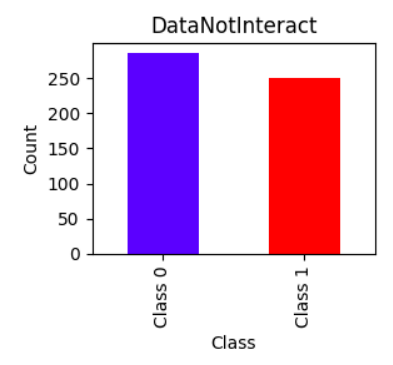 DataNotInteract
250
200
150
100
50
0
Count
Class 0
Class 1
Class